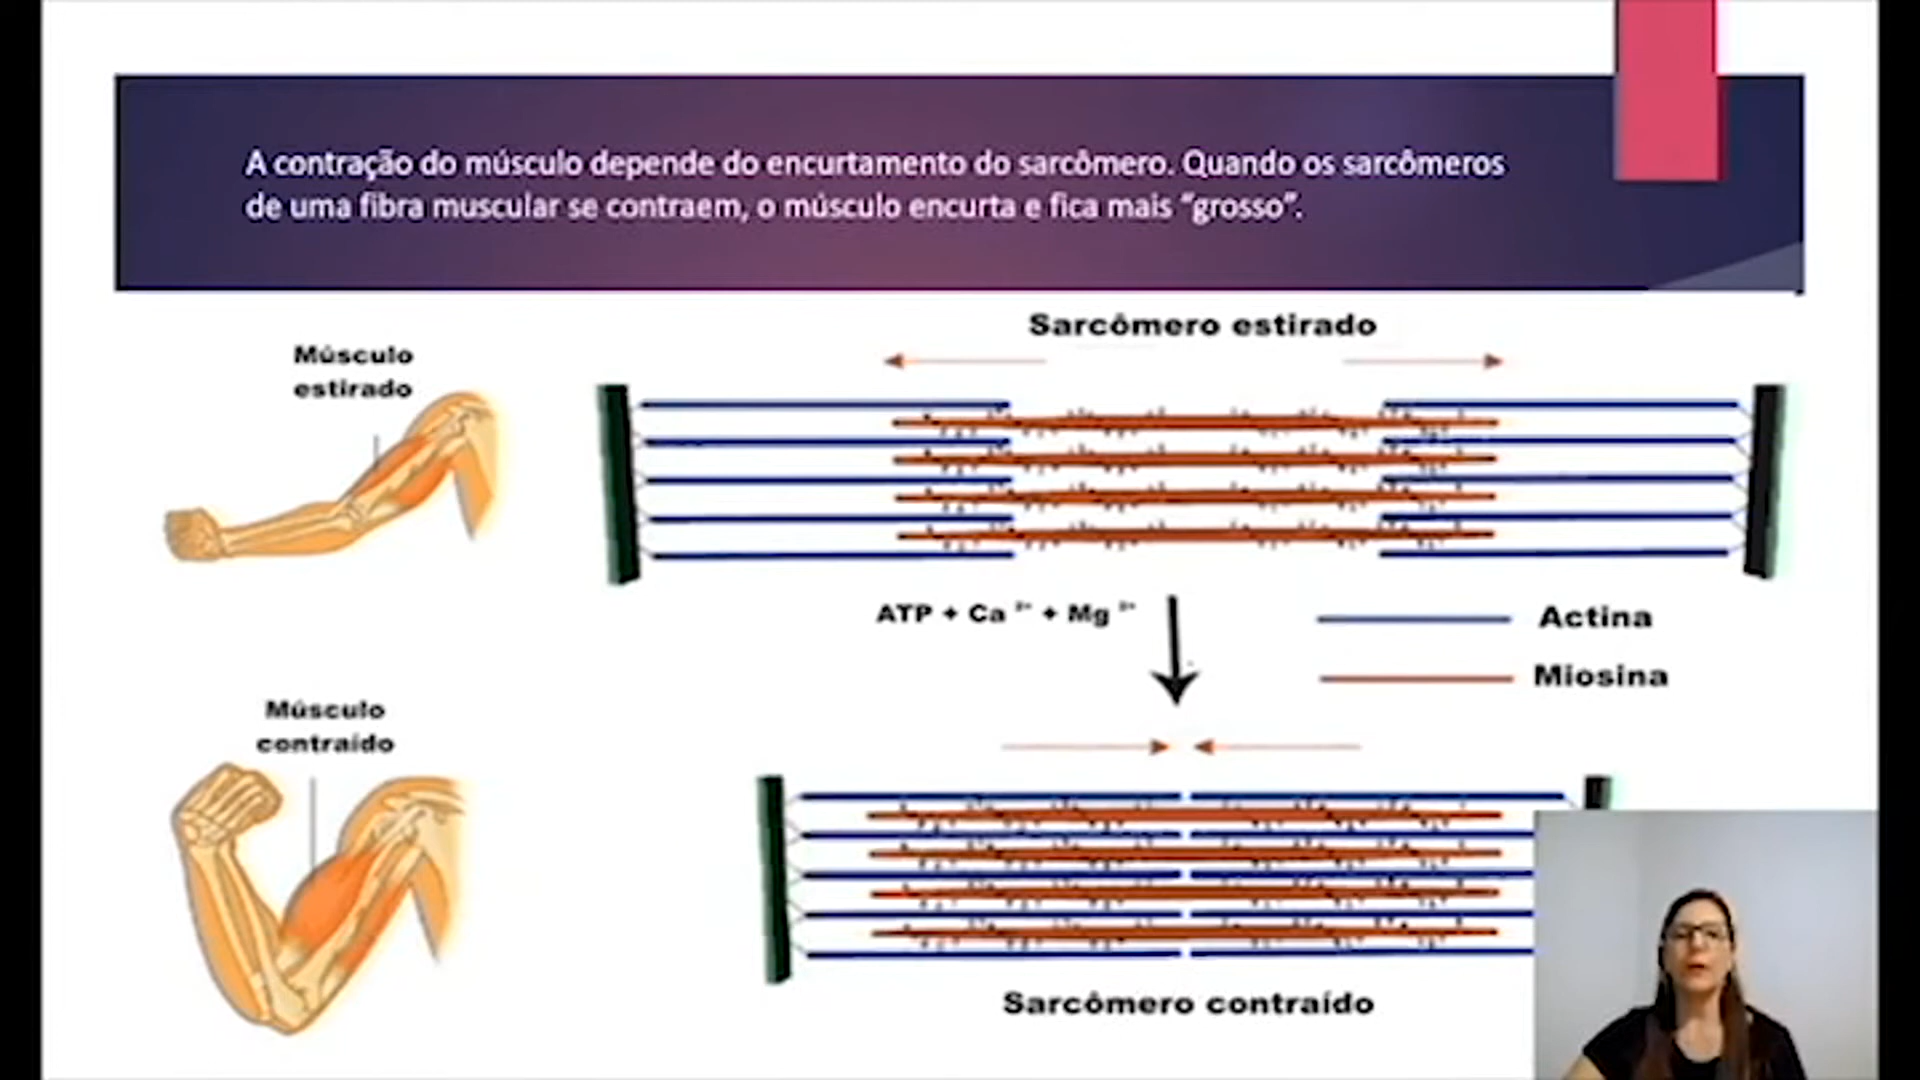 A contração do músculo depende do encurtamento do sarcômero. Quando os sarcômeros
de uma fibra muscular se contraem, o músculo encurta e fica mais “grosso”.
Sarcômero estirado
Músculo
estirado
ATP + Ca ²⁺ + Mg ²⁺
Actina
Miosina
Músculo
contraído
Sarcômero contraído